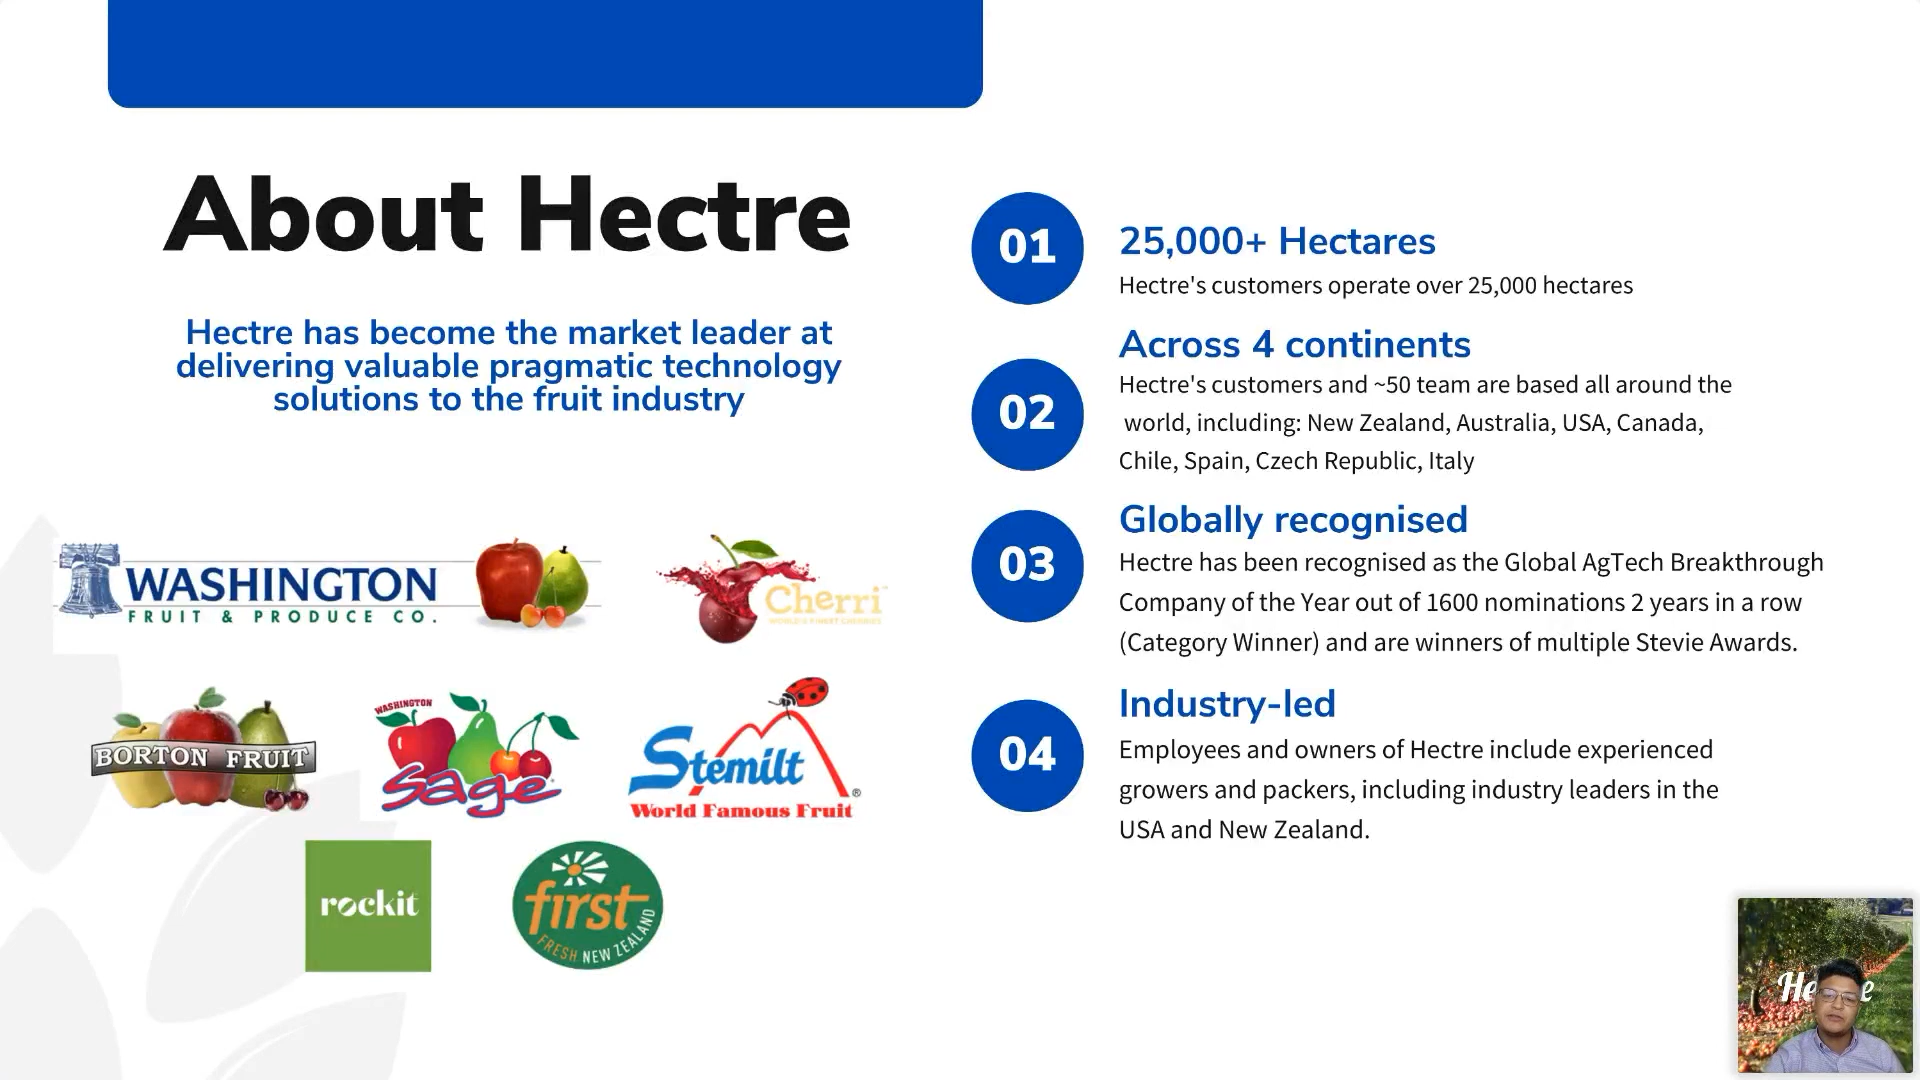 About Hectre
Hectre has become the market leader at
delivering valuable pragmatic technology
solutions to the fruit industry
WASHINGTON
FRUIT & PRODUCE CO.
Cherri™
WORLD'S FINEST CHERRIES
BORTON FRUIT
WASHINGTON
sage
Stemilt®
World Famous Fruit
rockit
first
FRESH NEW ZEALAND
01
25,000+ Hectares
Hectre's customers operate over 25,000 hectares
02
Across 4 continents
Hectre's customers and ~50 team are based all around the
world, including: New Zealand, Australia, USA, Canada,
Chile, Spain, Czech Republic, Italy
03
Globally recognised
Hectre has been recognised as the Global AgTech Breakthrough
Company of the Year out of 1600 nominations 2 years in a row
(Category Winner) and are winners of multiple Stevie Awards.
04
Industry-led
Employees and owners of Hectre include experienced
growers and packers, including industry leaders in the
USA and New Zealand.